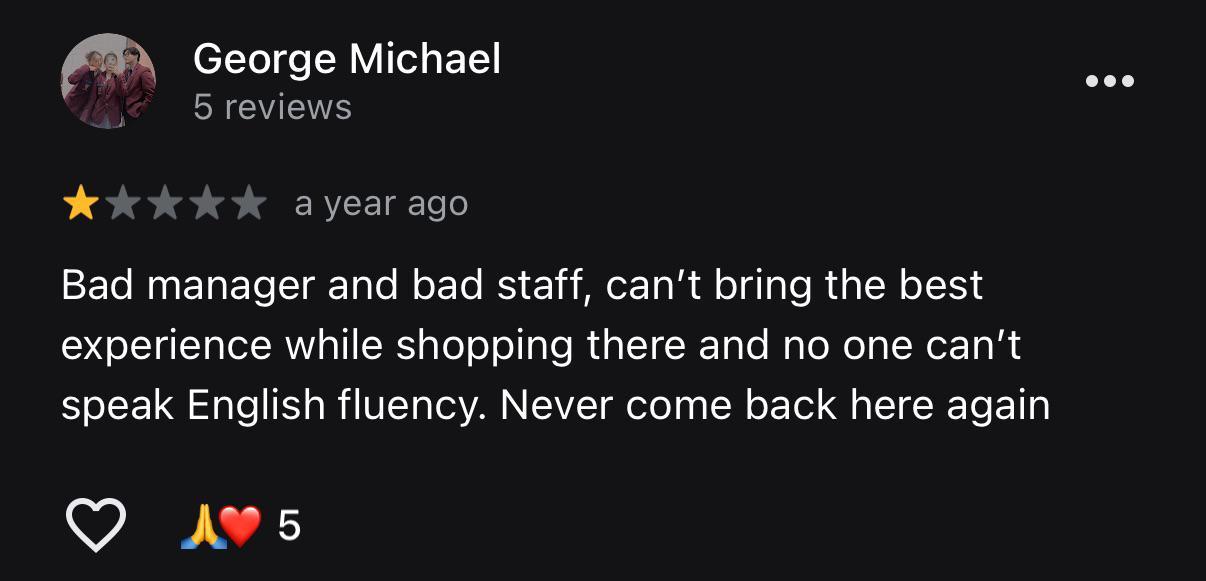 George Michael
5 reviews
a year ago
Bad manager and bad staff, can’t bring the best
experience while shopping there and no one can’t
speak English fluency. Never come back here again
5